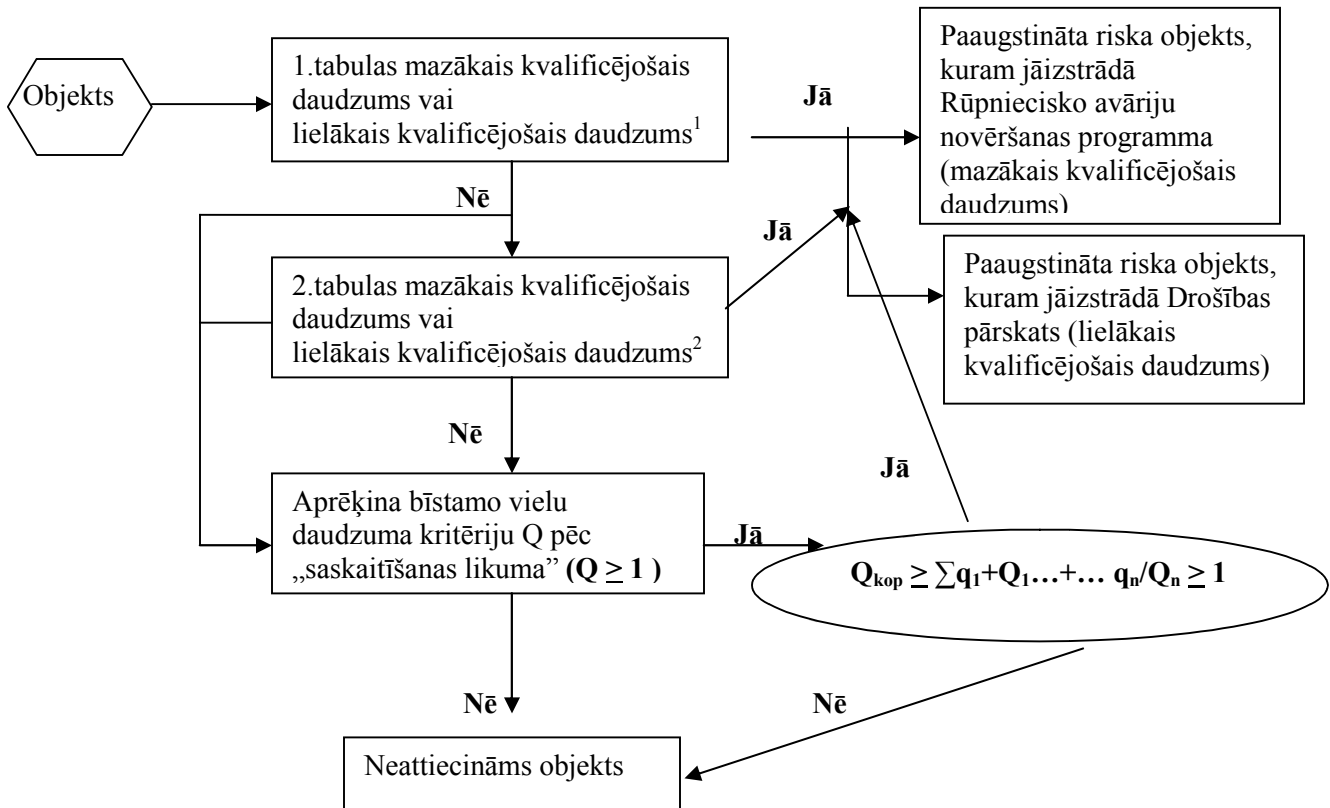 Objekts
1.tabulas mazākais kvalificējošais
daudzums vai
lielākais kvalificējošais daudzums¹
Jā
Paaugstināta riska objekts,
kuram jāizstrādā
Rūpniecisko avāriju
novēršanas programma
(mazākais kvalificējošais
daudzums)
Nē
Jā
2.tabulas mazākais kvalificējošais
daudzums vai
lielākais kvalificējošais daudzums²
Paaugstināta riska objekts,
kuram jāizstrādā Drošības
pārskats (lielākais
kvalificējošais daudzums)
Nē
Jā
Aprēķina bīstamo vielu
daudzuma kritēriju Q pēc
„saskaitīšanas likuma” (Q ≥ 1 )
Jā
Qkop ≥ ∑q₁+Q₁…+… qₙ/Qₙ ≥ 1
Nē
Nē
Neattiecināms objekts